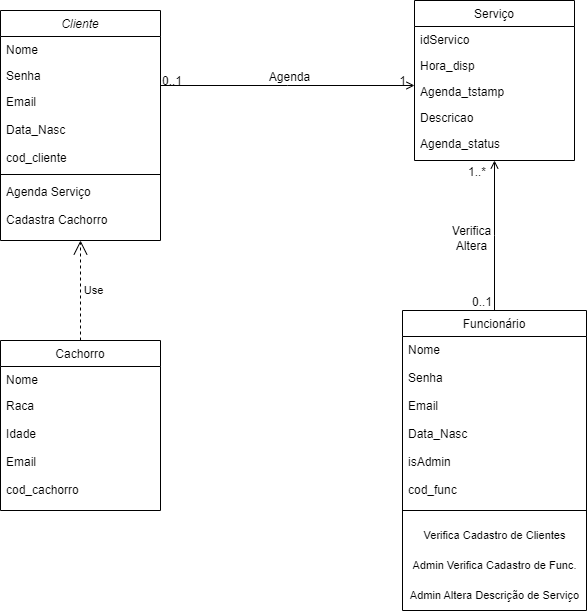 Cliente
Nome
Senha
Email
Data_Nasc
cod_cliente
Agenda Serviço
Cadastra Cachorro
0..1
Agenda
1
Serviço
idServico
Hora_disp
Agenda_tstamp
Descricao
Agenda_status
1..*
Verifica
Altera
0..1
Use
Cachorro
Nome
Raca
Idade
Email
cod_cachorro
Funcionário
Nome
Senha
Email
Data_Nasc
isAdmin
cod_func
Verifica Cadastro de Clientes
Admin Verifica Cadastro de Func.
Admin Altera Descrição de Serviço